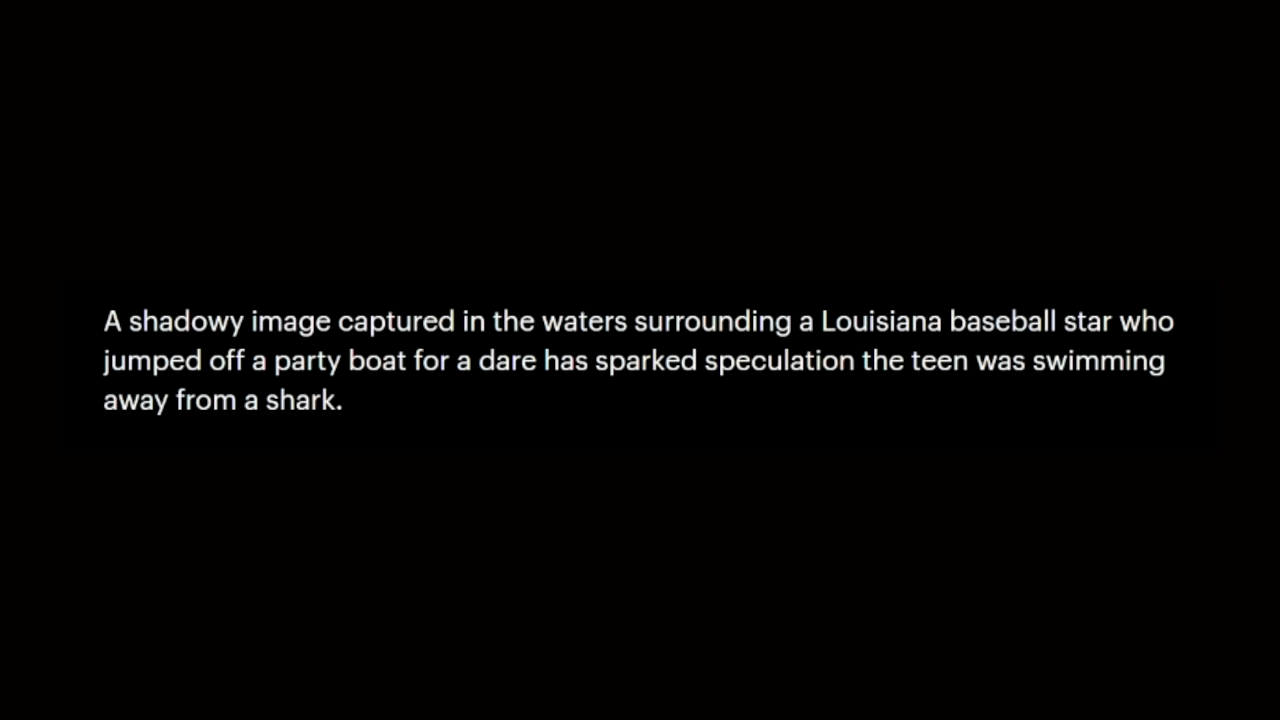 A shadowy image captured in the waters surrounding a Louisiana baseball star who
jumped off a party boat for a dare has sparked speculation the teen was swimming
away from a shark.